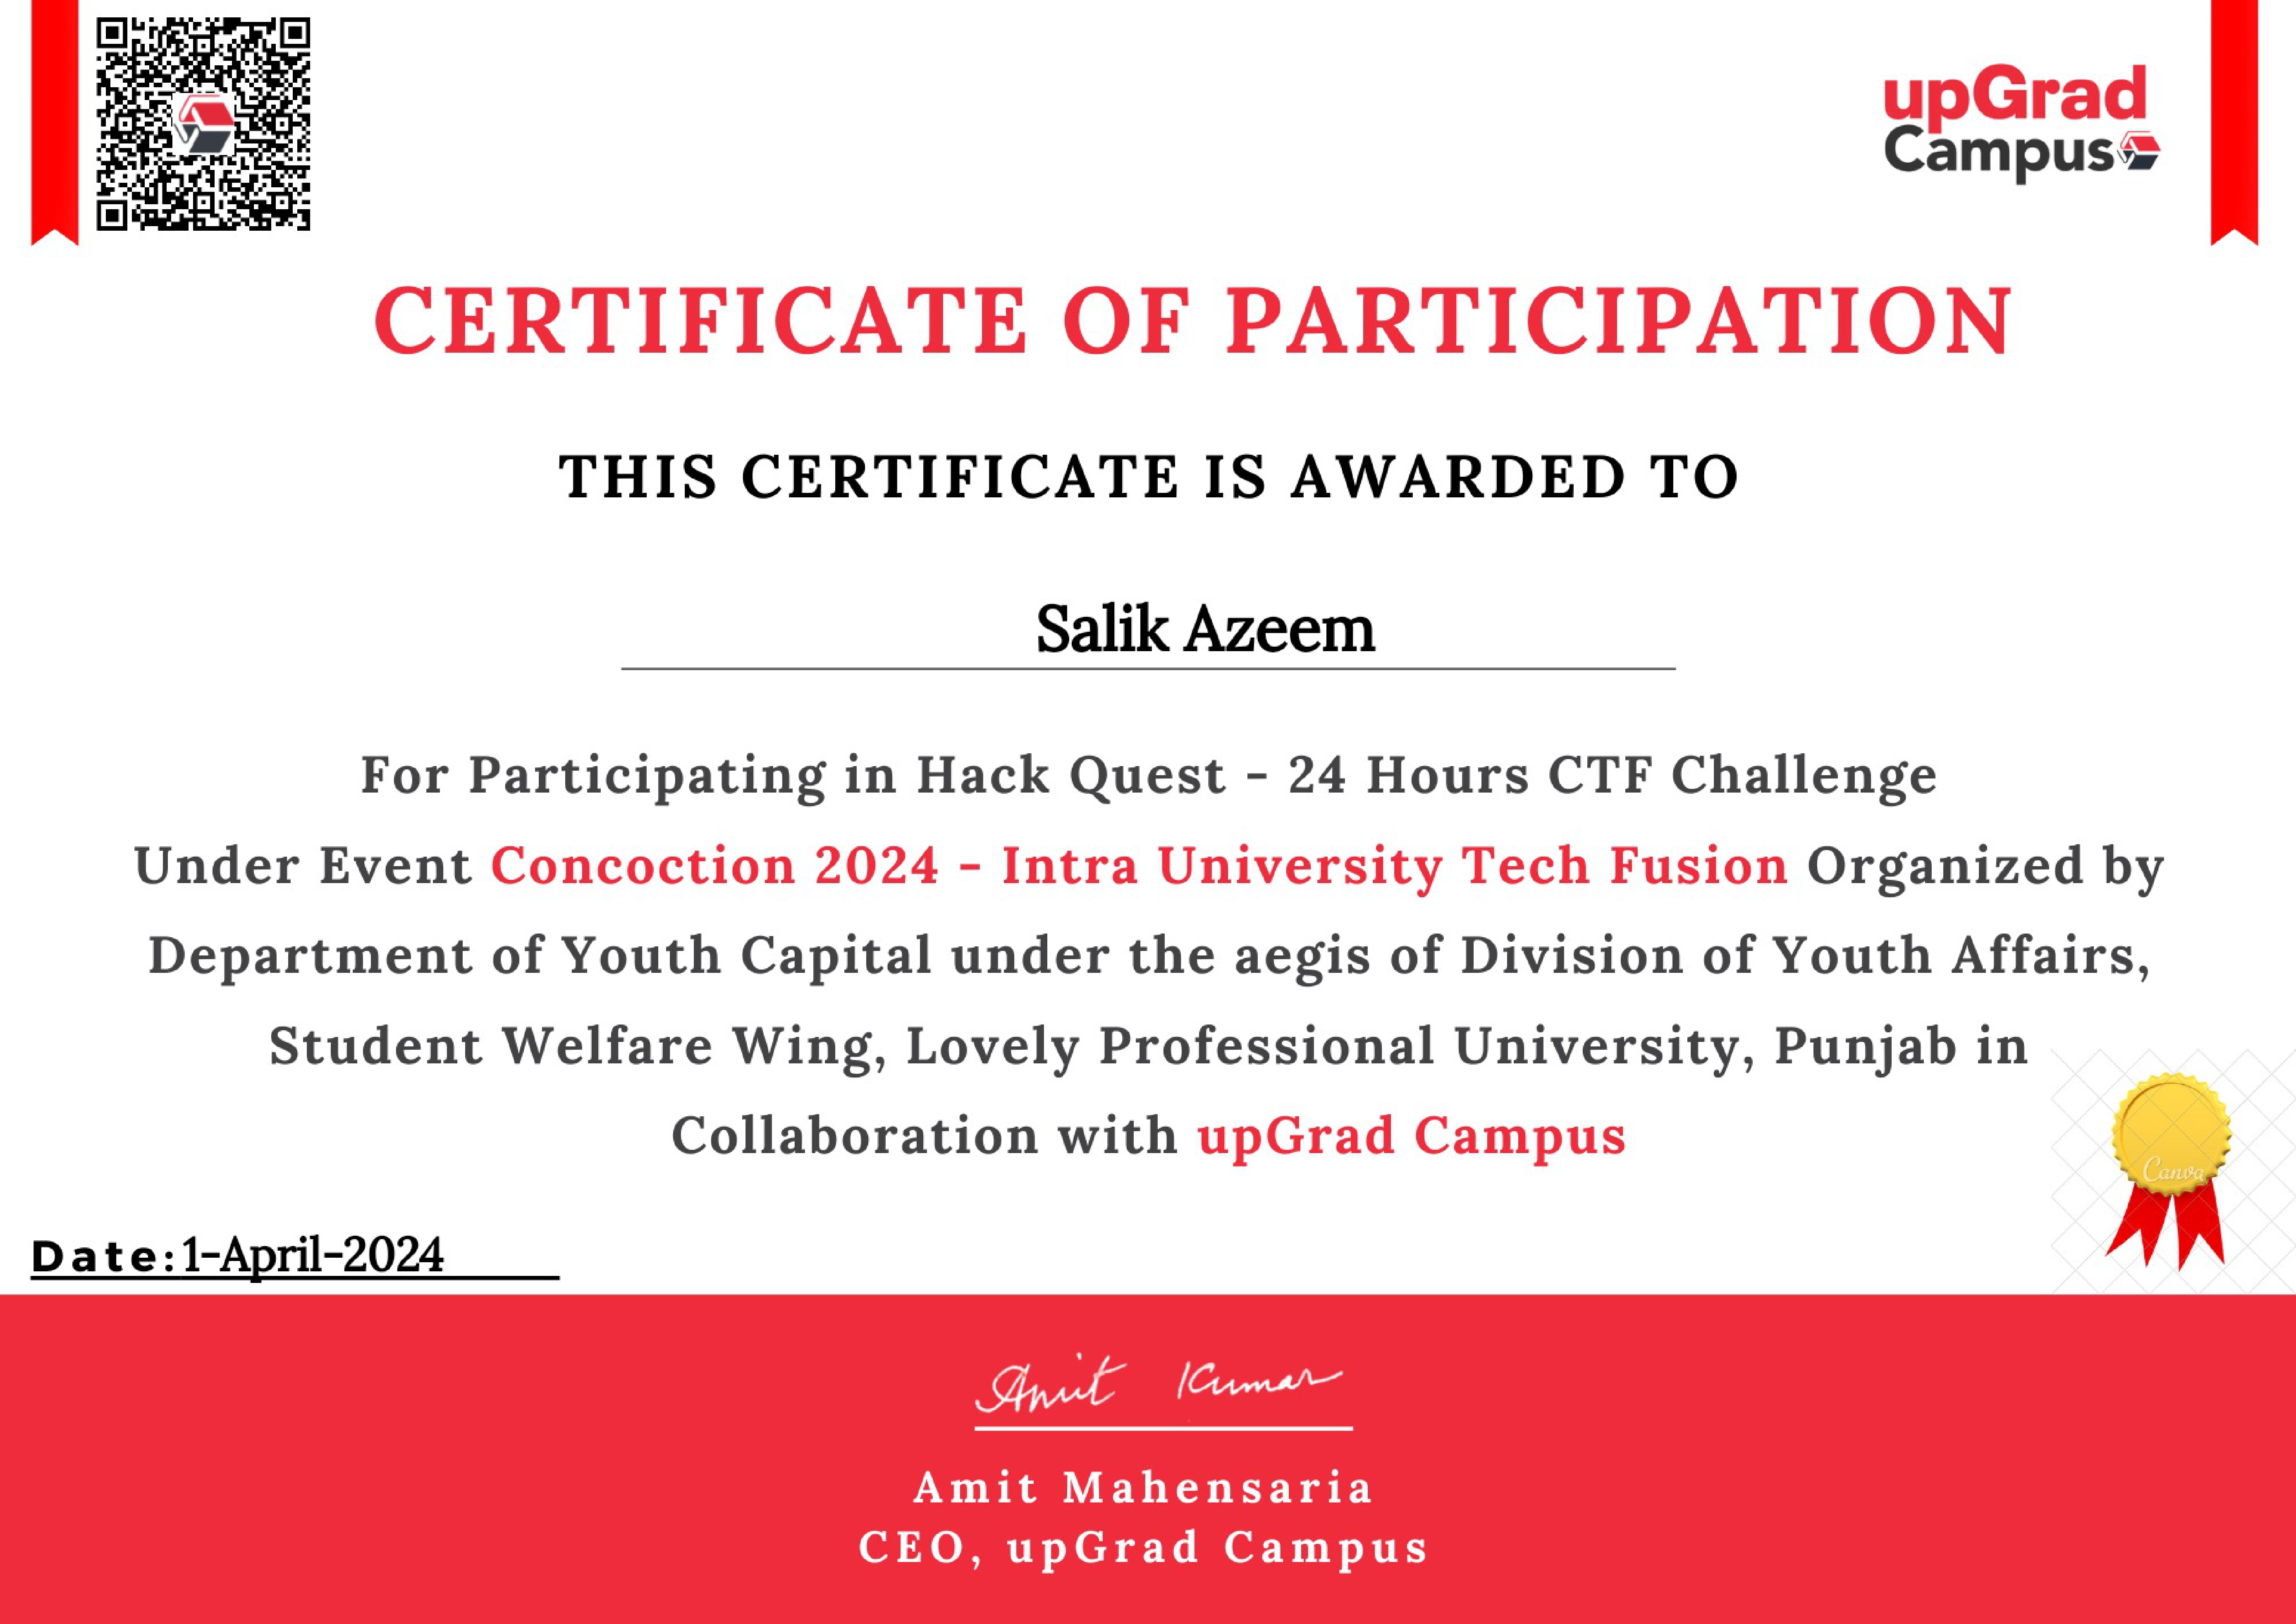 upGrad
Campus
CERTIFICATE OF PARTICIPATION
THIS CERTIFICATE IS AWARDED TO
Salik Azeem
For Participating in Hack Quest - 24 Hours CTF Challenge
Under Event Concoction 2024 - Intra University Tech Fusion Organized by
Department of Youth Capital under the aegis of Division of Youth Affairs,
Student Welfare Wing, Lovely Professional University, Punjab in
Collaboration with upGrad Campus
Canva
Date:1-April-2024
Amit Kumar
Amit Mahensaria
CEO, upGrad Campus